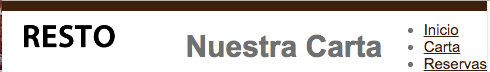 RESTO
Nuestra Carta
Inicio
Carta
Reservas